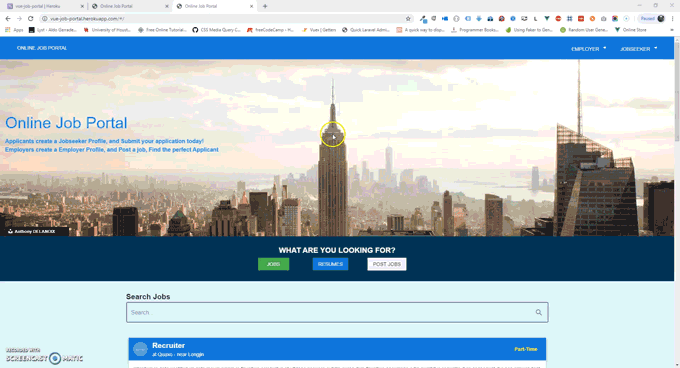 vue-job-portal | Heroku
Online Job Portal
Online Job Portal
vue-job-portal.herokuapp.com/#/
Paused
Apps
University of Houst...
Free Online Tutorial...
CSS Media Query C...
freeCodeCamp
Vuex | Getters
Quick Laravel Admi...
A quick way to disp...
Programmer Books...
Using Faker to Gen...
Random User Gene...
Online Store
ONLINE JOB PORTAL
EMPLOYER
JOBSEEKER
Online Job Portal
Applicants create a Jobseeker Profile, and Submit your application today!
Employers create a Employer Profile, and Post a job, Find the perfect Applicant
Anthony DELANOIX
WHAT ARE YOU LOOKING FOR?
JOBS
RESUMES
POST JOBS
Search Jobs
Search
Recruiter
Part-Time
at Quaxo - near Longjin
RECORDED WITH
SCREENCAST MATIC